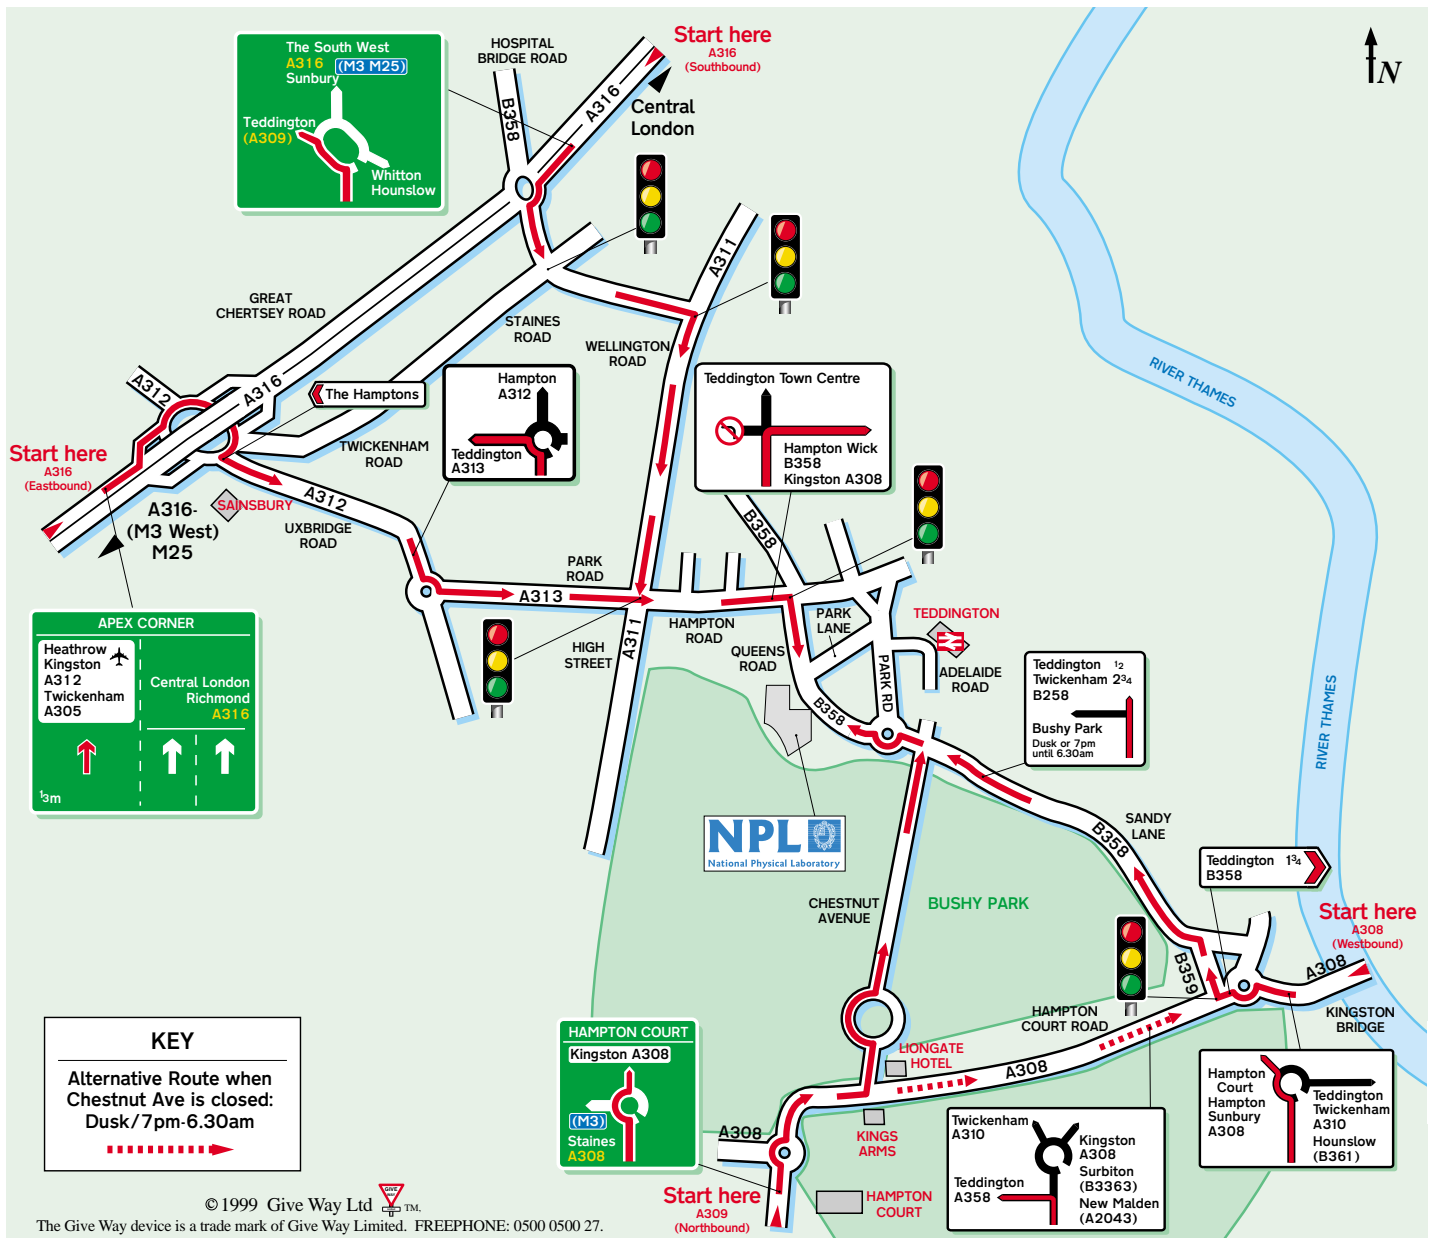 The South West
A316 (M3 M25)
Sunbury
Teddington
(A309)
Whitton
Hounslow
HOSPITAL
BRIDGE ROAD
B358
A316
Start here
A316
(Southbound)
Central
London
N
A311
GREAT
CHERTSEY ROAD
STAINES
ROAD
WELLINGTON
ROAD
RIVER THAMES
A312
A316
The Hamptons
Hampton
A312
Teddington
A313
Teddington Town Centre
Hampton Wick
B358
Kingston A308
Start here
A316
(Eastbound)
TWICKENHAM
ROAD
SAINSBURY
A312
UXBRIDGE
ROAD
A316-
(M3 West)
M25
B358
PARK
ROAD
A313
HIGH
STREET
A311
HAMPTON
ROAD
QUEENS
ROAD
PARK
LANE
TEDDINGTON
ADELAIDE
ROAD
PARK RD
B358
APEX CORNER
Heathrow
Kingston
A312
Twickenham
A305
Central London
Richmond
A316
1/3m
Teddington 1/2
Twickenham 2 3/4
B258
Bushy Park
Dusk or 7pm
until 6.30am
RIVER THAMES
NPL
National Physical Laboratory
B358
SANDY
LANE
Teddington 1 3/4
B358
CHESTNUT
AVENUE
BUSHY PARK
Start here
A308
(Westbound)
B359
A308
KINGSTON
BRIDGE
HAMPTON
COURT ROAD
LIONGATE
HOTEL
A308
KEY
Alternative Route when
Chestnut Ave is closed:
Dusk/7pm-6.30am
HAMPTON COURT
Kingston A308
(M3)
Staines
A308
A308
KINGS
ARMS
Twickenham
A310
Kingston
A308
Surbiton
(B3363)
New Malden
(A2043)
Teddington
A358
Hampton
Court
Hampton
Sunbury
A308
Teddington
Twickenham
A310
Hounslow
(B361)
Start here
A309
(Northbound)
HAMPTON
COURT
© 1999 Give Way Ltd GIVE WAY TM.
The Give Way device is a trade mark of Give Way Limited. FREEPHONE: 0500 0500 27.